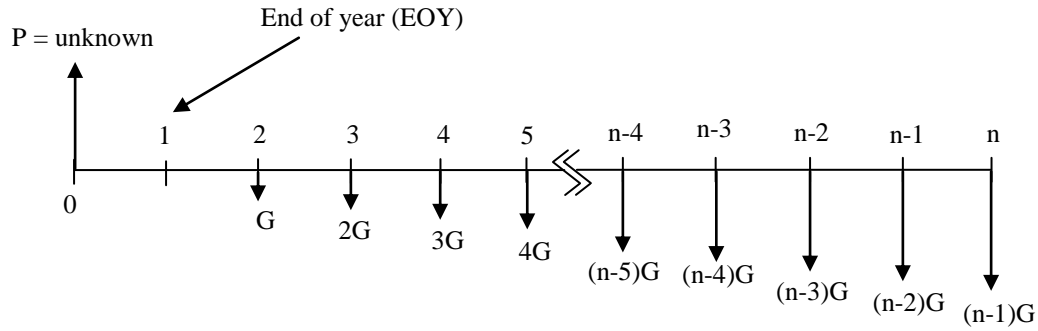 End of year (EOY)
P = unknown
1 2 3 4 5 n-4 n-3 n-2 n-1 n
0
G 2G 3G 4G (n-5)G (n-4)G (n-3)G (n-2)G (n-1)G